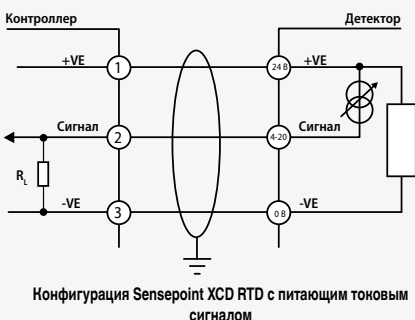 Контроллер
Детектор
+VE
1
24 В
+VE
Сигнал
2
4-20
Сигнал
R L
-VE
3
0 В
-VE
Конфигурация Sensepoint XCD RTD с питающим токовым
сигналом